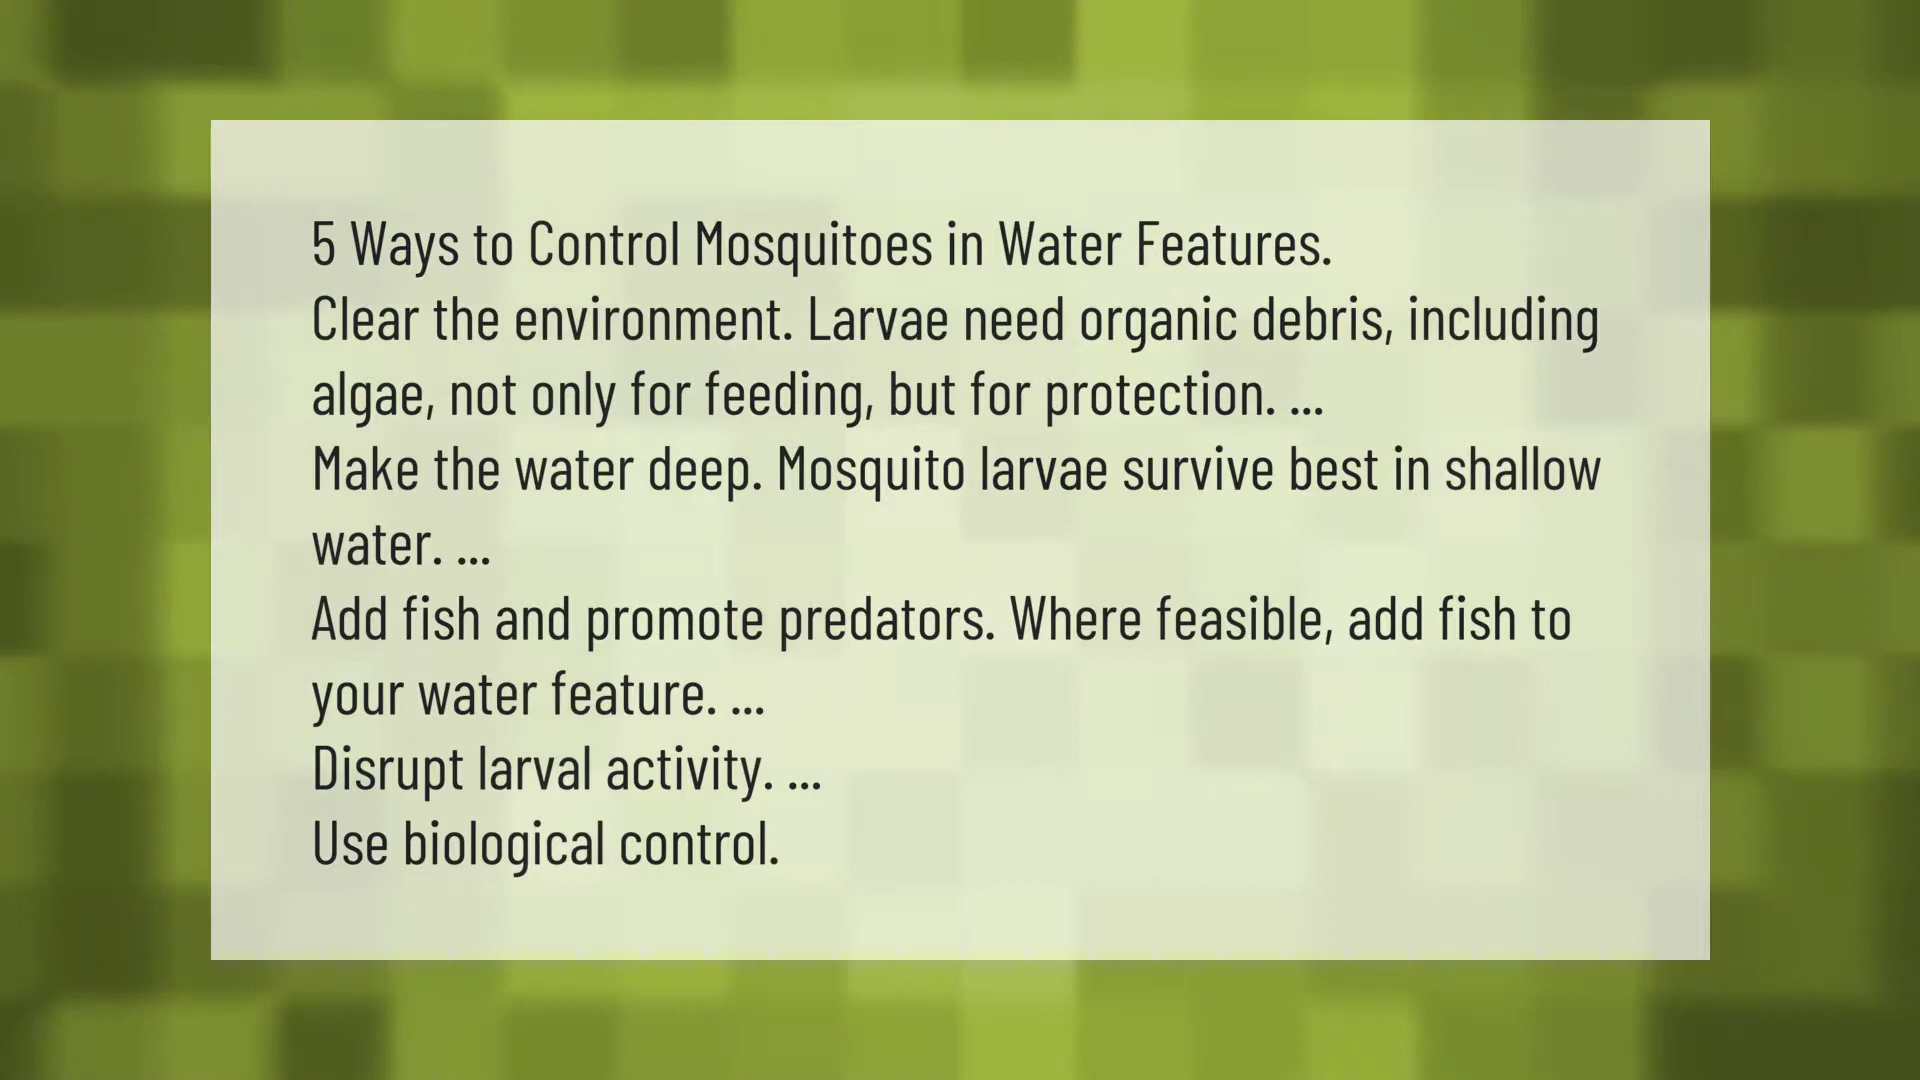 5 Ways to Control Mosquitoes in Water Features.
Clear the environment. Larvae need organic debris, including
algae, not only for feeding, but for protection. ...
Make the water deep. Mosquito larvae survive best in shallow
water. ...
Add fish and promote predators. Where feasible, add fish to
your water feature. ...
Disrupt larval activity. ...
Use biological control.